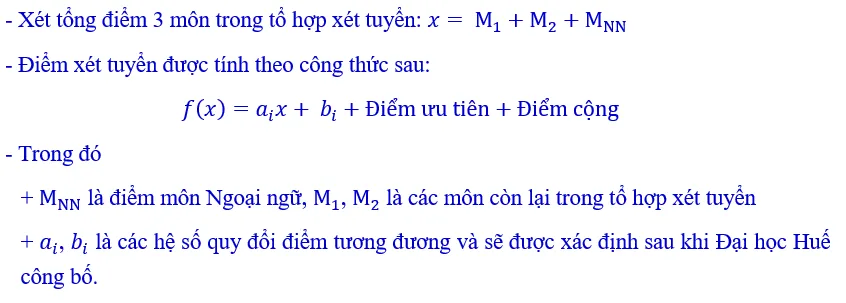 - Xét tổng điểm 3 môn trong tổ hợp xét tuyển: 𝑥 = M₁ + M₂ + Mₙₙ
- Điểm xét tuyển được tính theo công thức sau:
𝑓(𝑥) = 𝑎ᵢ𝑥 + 𝑏ᵢ + Điểm ưu tiên + Điểm cộng
- Trong đó
+ Mₙₙ là điểm môn Ngoại ngữ, M₁, M₂ là các môn còn lại trong tổ hợp xét tuyển
+ 𝑎ᵢ, 𝑏ᵢ là các hệ số quy đổi điểm tương đương và sẽ được xác định sau khi Đại học Huế
công bố.